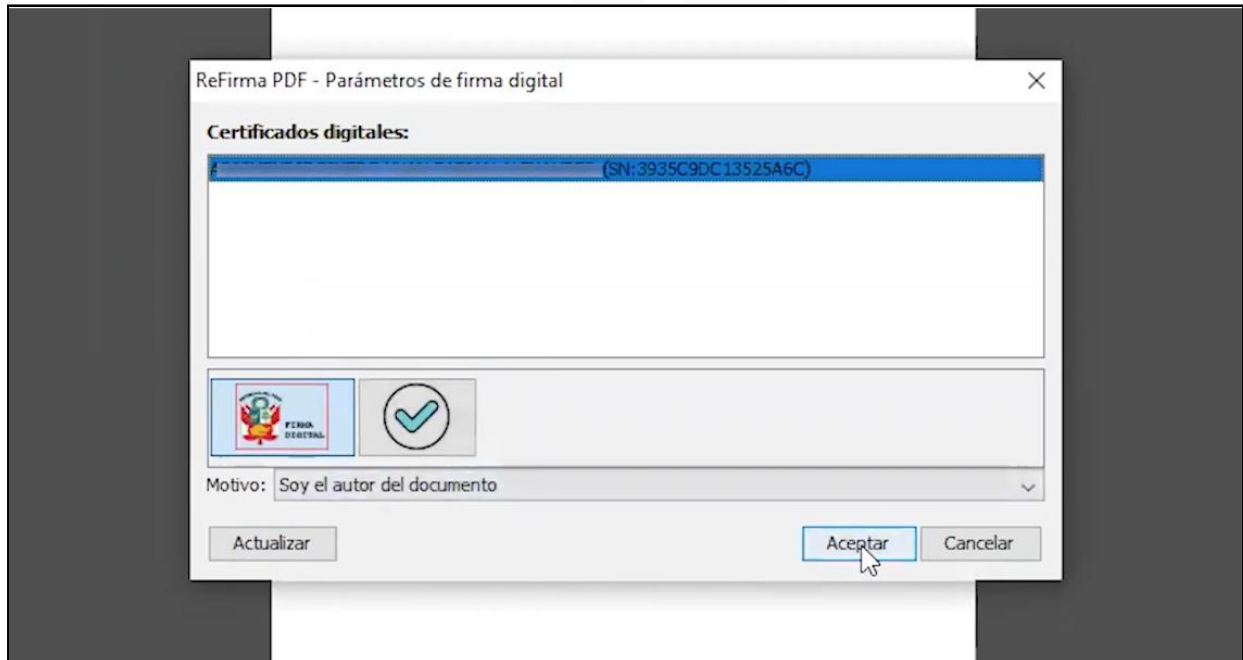 ReFirma PDF - Parámetros de firma digital
Certificados digitales:
(SN:3935C9DC13525A6C)
FIRMA
DIGITAL
Motivo: Soy el autor del documento
Actualizar Aceptar Cancelar